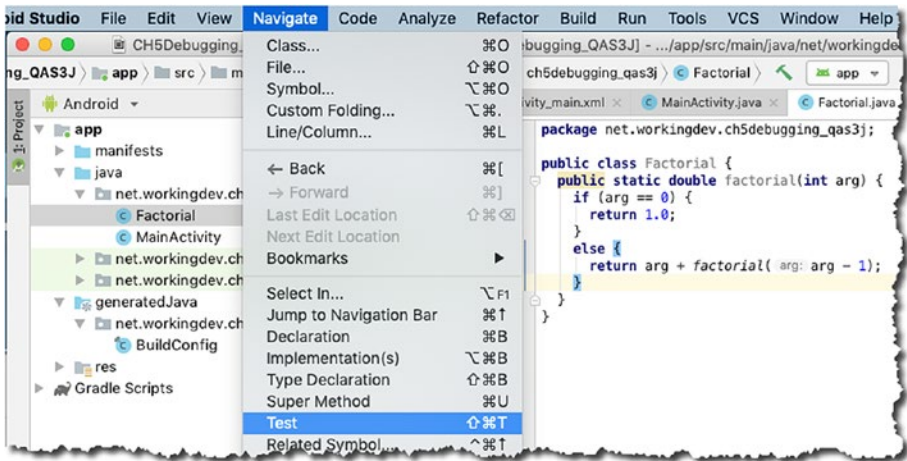 oid Studio File Edit View Navigate Code Analyze Refactor Build Run Tools VCS Window Help
CH5Debugging_
ebugging_QAS3J] - .../app/src/main/java/net/workingde
ng_QAS3J app src m
ch5debugging_qas3j Factorial app
1: Project
Android
app
manifests
java
net.workingdev.ch
Factorial
MainActivity
net.workingdev.ch
net.workingdev.ch
generatedJava
net.workingdev.ch
BuildConfig
res
Gradle Scripts
Class... ⌘O
File... ⇧⌘O
Symbol... ⌥⌘O
Custom Folding... ⌥⌘.
Line/Column... ⌘L
← Back ⌘[
→ Forward ⌘]
Last Edit Location ⇧⌘⌫
Next Edit Location
Bookmarks ▶
Select In... ⌥F1
Jump to Navigation Bar ⌘↑
Declaration ⌘B
Implementation(s) ⌥⌘B
Type Declaration ⇧⌘B
Super Method ⌘U
Test ⇧⌘T
Related Symbol... ^⌘↑
ivity_main.xml × MainActivity.java × Factorial.java
package net.workingdev.ch5debugging_qas3j;
public class Factorial {
public static double factorial(int arg) {
if (arg == 0) {
return 1.0;
}
else {
return arg + factorial( arg: arg - 1);
}
}
}